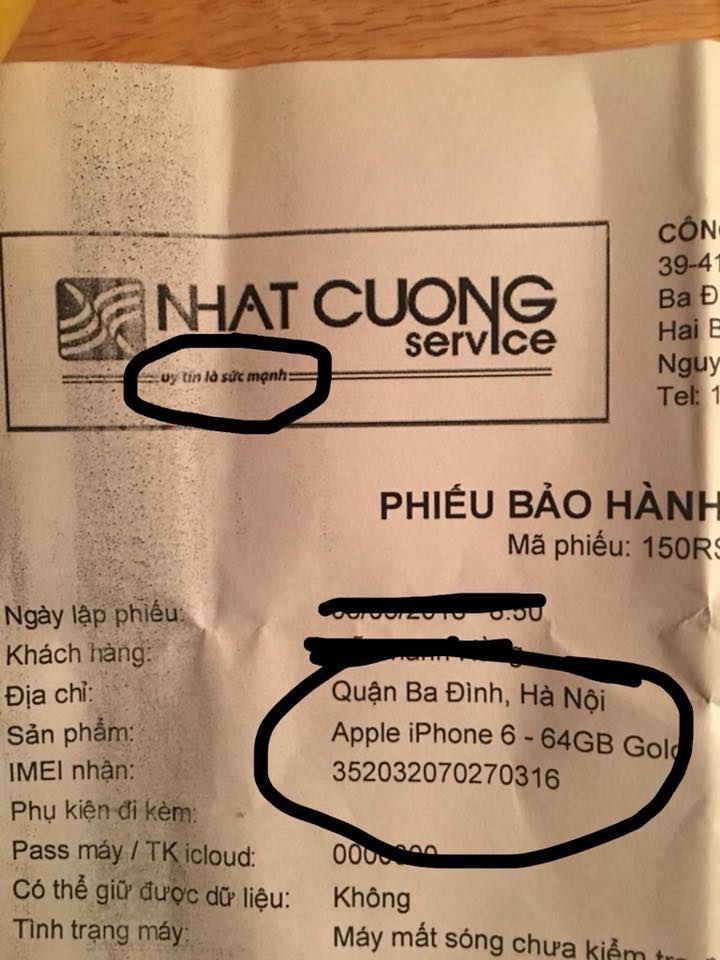 NHAT CUONG
service
uy tín là sức mạnh
CÔN
39-41
Ba Đ
Hai B
Nguy
Tel: 1
PHIẾU BẢO HÀNH
Mã phiếu: 150RS
Ngày lập phiếu:
Khách hàng:
Địa chỉ: Quận Ba Đình, Hà Nội
Sản phẩm: Apple iPhone 6 - 64GB Gold
IMEI nhận: 352032070270316
Phụ kiện đi kèm:
Pass máy / TK icloud: 0000000
Có thể giữ được dữ liệu: Không
Tình trạng máy: Máy mất sóng chưa kiểm tra